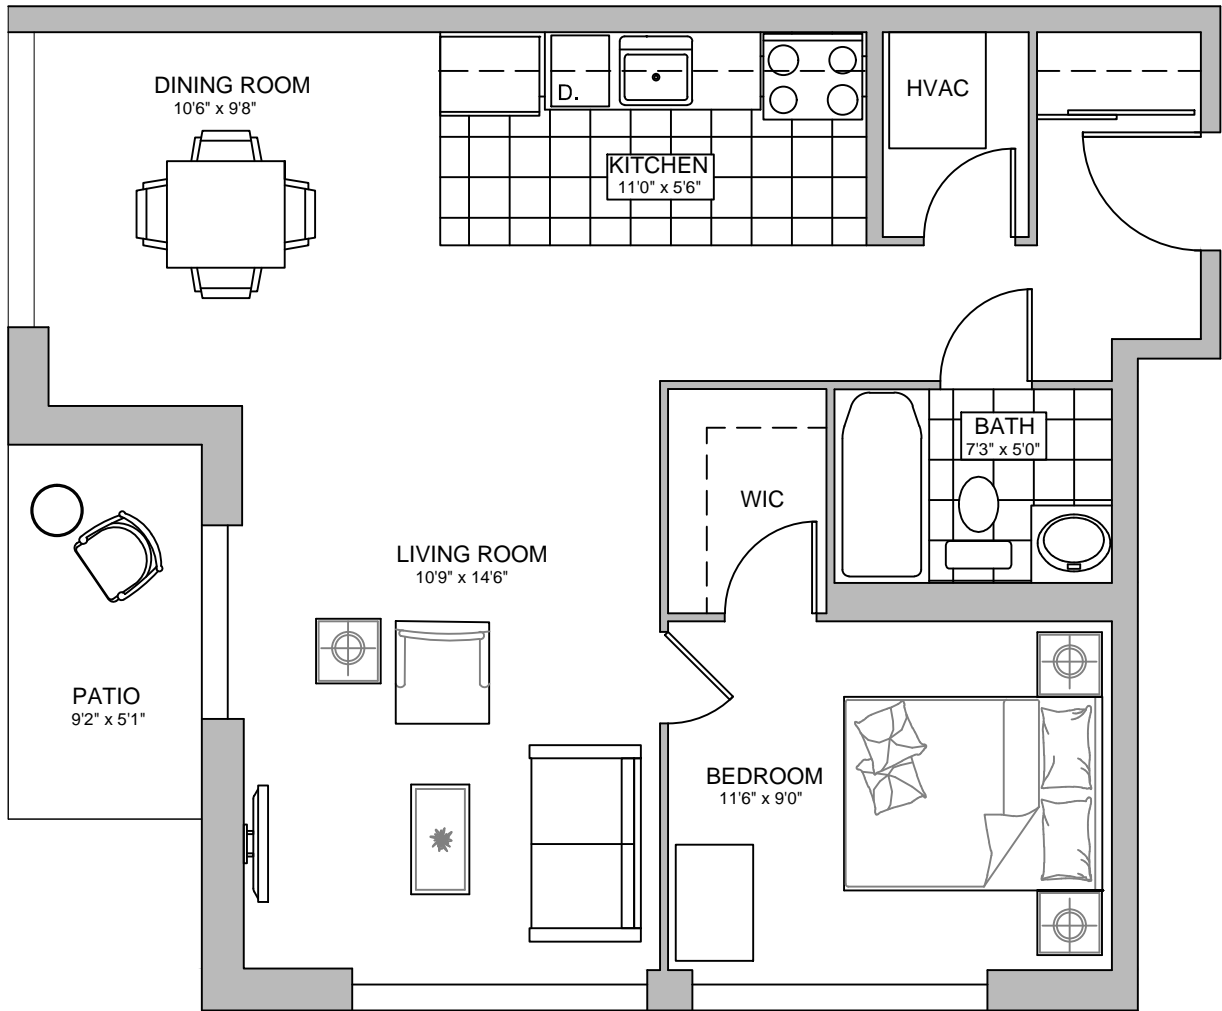 DINING ROOM
10'6" x 9'8"
D.
HVAC
KITCHEN
11'0" x 5'6"
BATH
7'3" x 5'0"
WIC
LIVING ROOM
10'9" x 14'6"
PATIO
9'2" x 5'1"
BEDROOM
11'6" x 9'0"